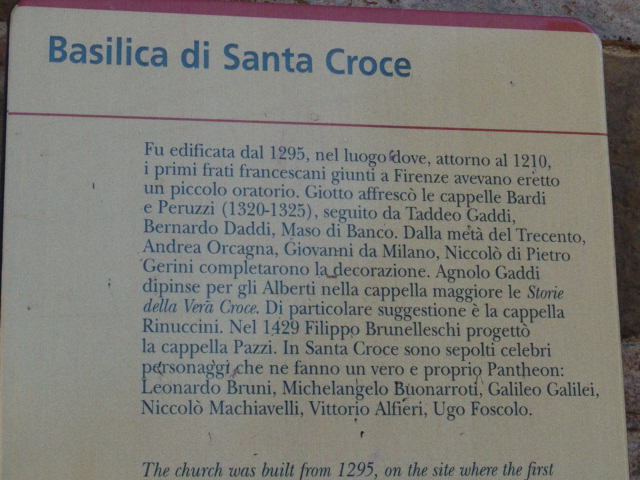 Basilica di Santa Croce
Fu edificata dal 1295, nel luogo dove, attorno al 1210,
i primi frati francescani giunti a Firenze avevano eretto
un piccolo oratorio. Giotto affrescò le cappelle Bardi
e Peruzzi (1320-1325), seguito da Taddeo Gaddi,
Bernardo Daddi, Maso di Banco. Dalla metà del Trecento,
Andrea Orcagna, Giovanni da Milano, Niccolò di Pietro
Gerini completarono la decorazione. Agnolo Gaddi
dipinse per gli Alberti nella cappella maggiore le Storie
della Vera Croce. Di particolare suggestione è la cappella
Rinuccini. Nel 1429 Filippo Brunelleschi progettò
la cappella Pazzi. In Santa Croce sono sepolti celebri
personaggi che ne fanno un vero e proprio Pantheon:
Leonardo Bruni, Michelangelo Buonarroti, Galileo Galilei,
Niccolò Machiavelli, Vittorio Alfieri, Ugo Foscolo.
The church was built from 1295, on the site where the first